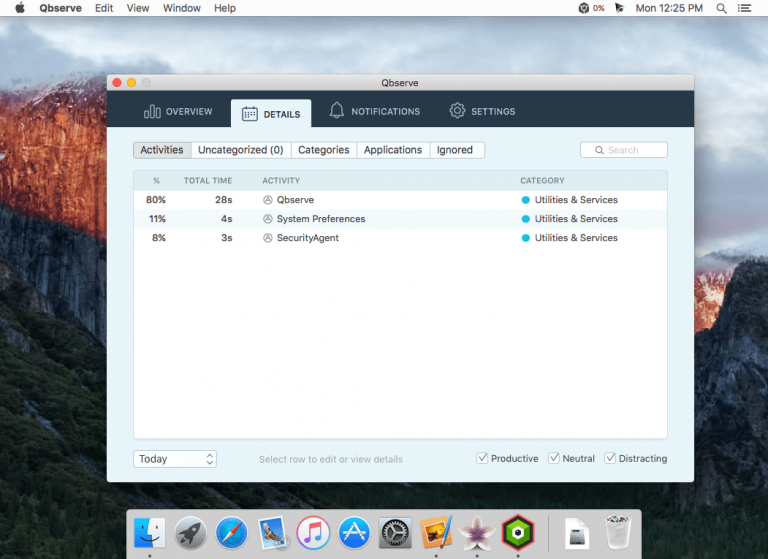 Qbserve Edit View Window Help 0% Mon 12:25 PM
Qbserve
OVERVIEW DETAILS NOTIFICATIONS SETTINGS
Activities Uncategorized (0) Categories Applications Ignored Search
% TOTAL TIME ACTIVITY CATEGORY
80% 28s Qbserve Utilities & Services
11% 4s System Preferences Utilities & Services
8% 3s SecurityAgent Utilities & Services
Today Select row to edit or view details Productive Neutral Distracting